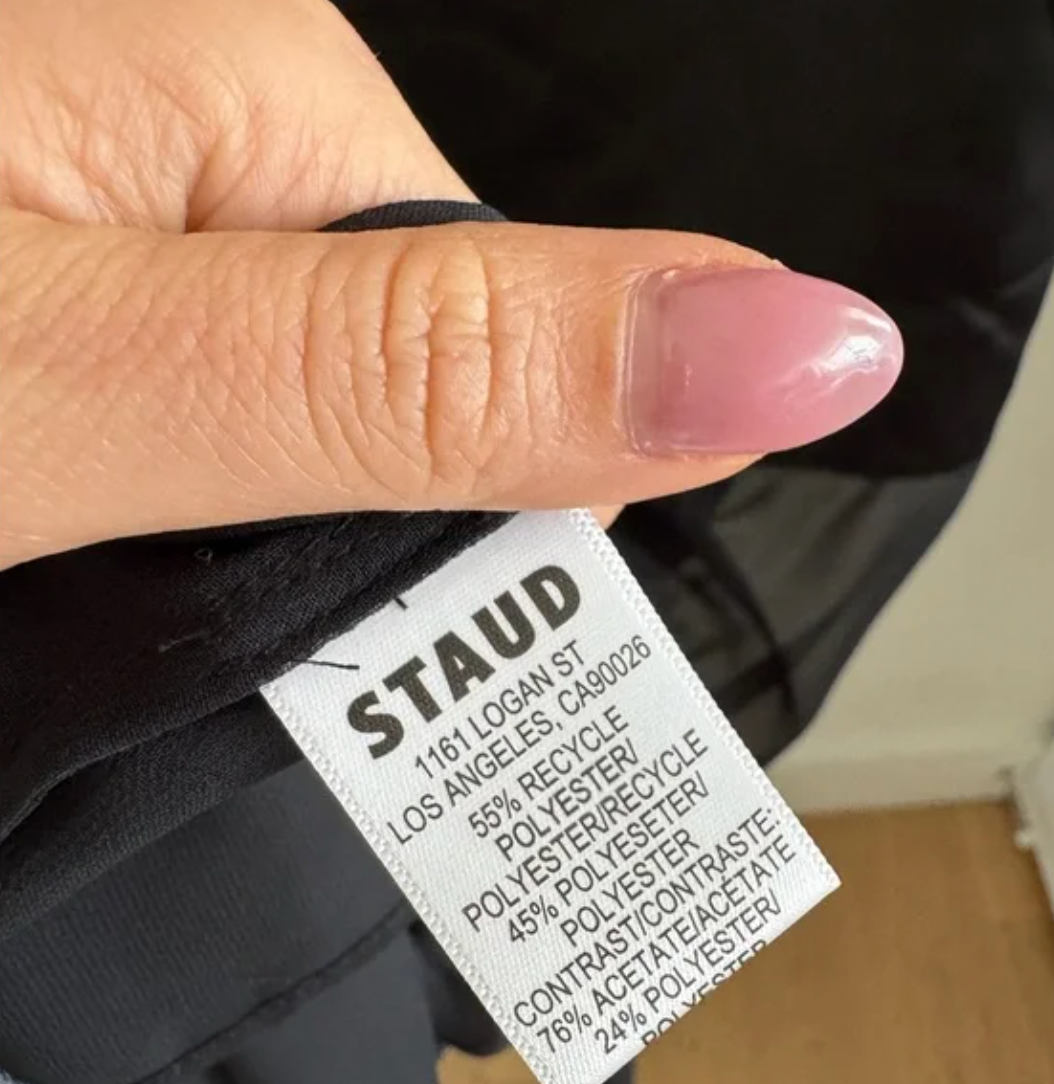 STAUD
1161 LOGAN ST
LOS ANGELES, CA90026
55% RECYCLE
POLYESTER/
POLYESTER/RECYCLE
45% POLYESETER/
POLYESTER
CONTRAST/CONTRASTE:
76% ACETATE/ACETATE
24% POLYESTER/
POLYESTER